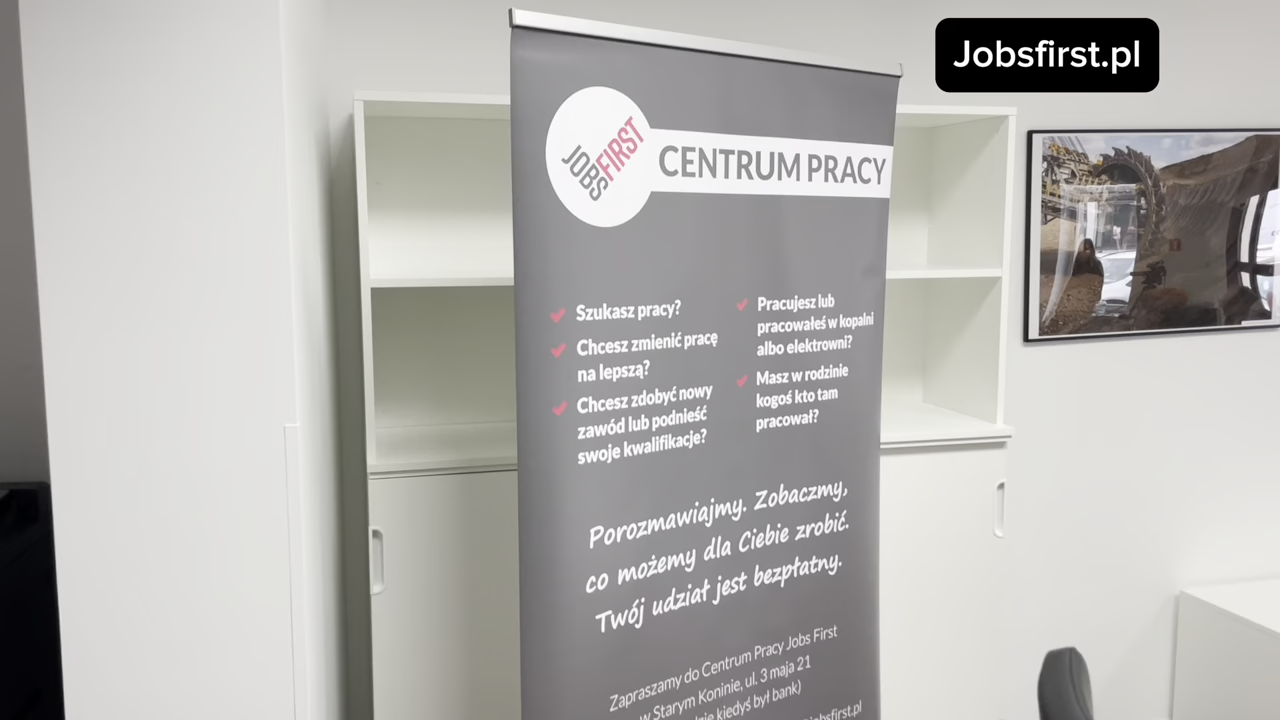 Jobsfirst.pl
JOBSFIRST
CENTRUM PRACY
Szukasz pracy?
Chcesz zmienić pracę
na lepszą?
Chcesz zdobyć nowy
zawód lub podnieść
swoje kwalifikacje?
Pracujesz lub
pracowałeś w kopalni
albo elektrowni?
Masz w rodzinie
kogoś kto tam
pracował?
Porozmawiajmy. Zobaczmy,
co możemy dla Ciebie zrobić.
Twój udział jest bezpłatny.
Zapraszamy do Centrum Pracy Jobs First
w Starym Koninie, ul. 3 maja 21
kiedyś był bank)
jobsfirst.pl